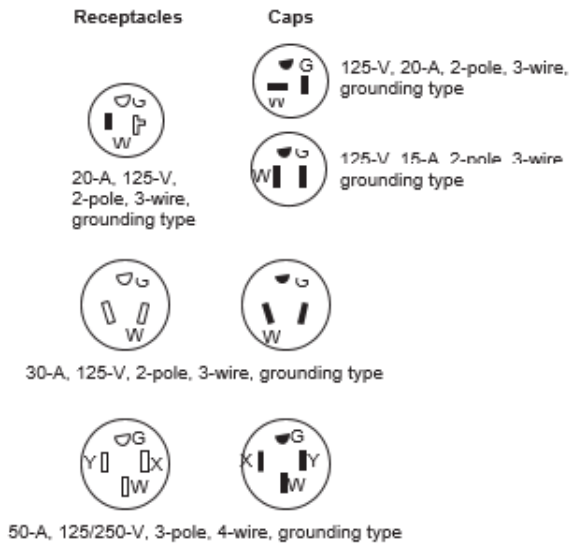 Receptacles
Caps
G
W
20-A, 125-V,
2-pole, 3-wire,
grounding type
G
W
125-V, 20-A, 2-pole, 3-wire,
grounding type
G
W
125-V, 15-A, 2-pole, 3-wire
grounding type
G
W
G
W
30-A, 125-V, 2-pole, 3-wire, grounding type
G
Y
X
W
G
X
Y
W
50-A, 125/250-V, 3-pole, 4-wire, grounding type